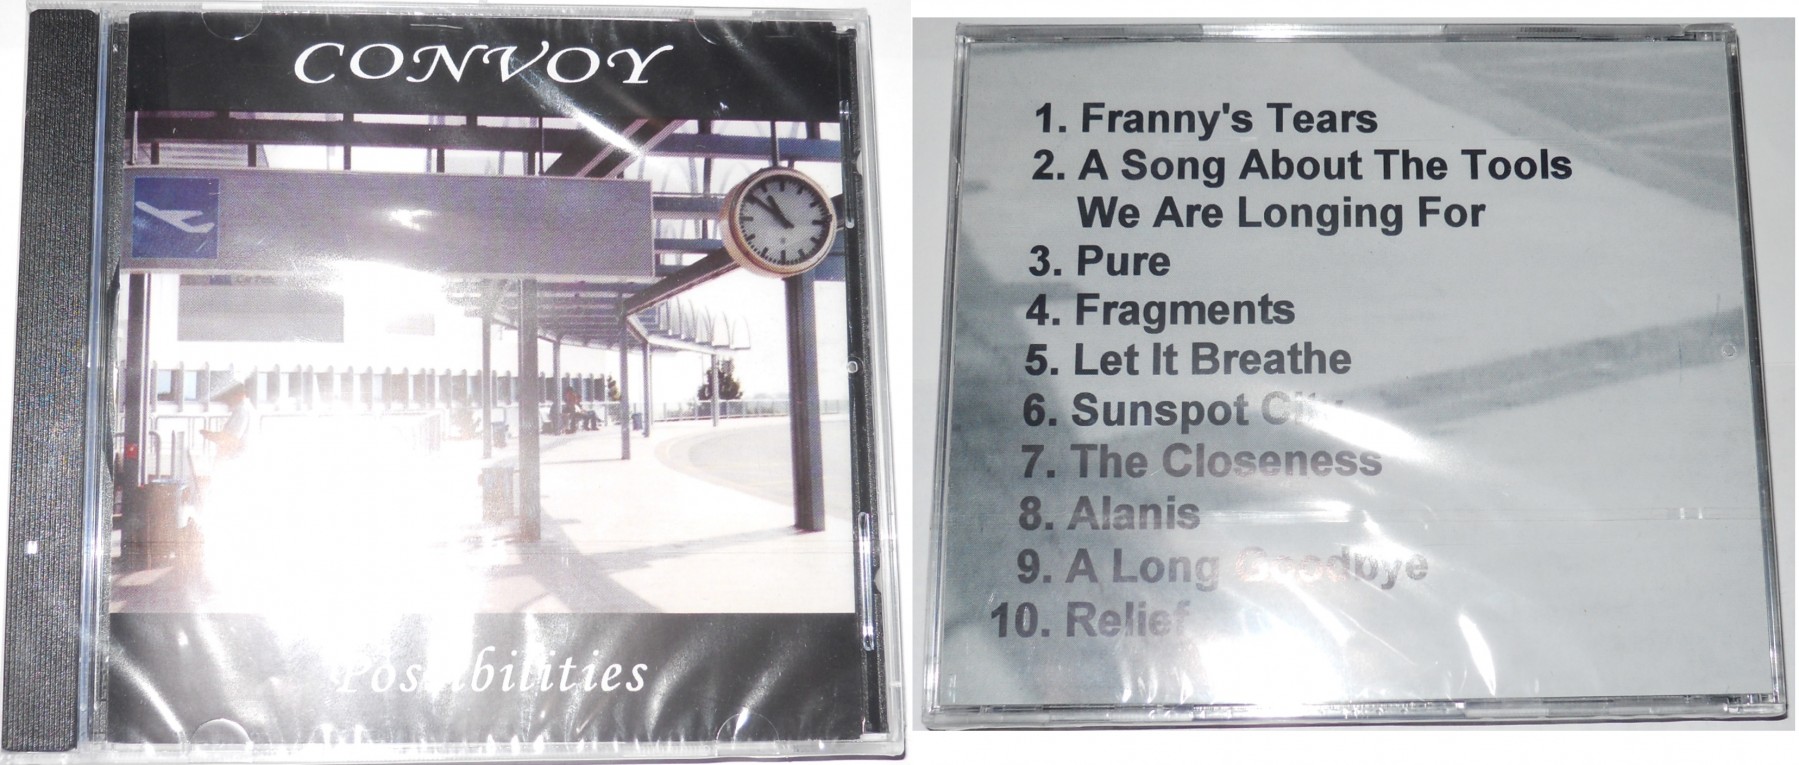 CONVOY
Possibilities
1. Franny's Tears
2. A Song About The Tools
We Are Longing For
3. Pure
4. Fragments
5. Let It Breathe
6. Sunspot City
7. The Closeness
8. Alanis
9. A Long Goodbye
10. Relief